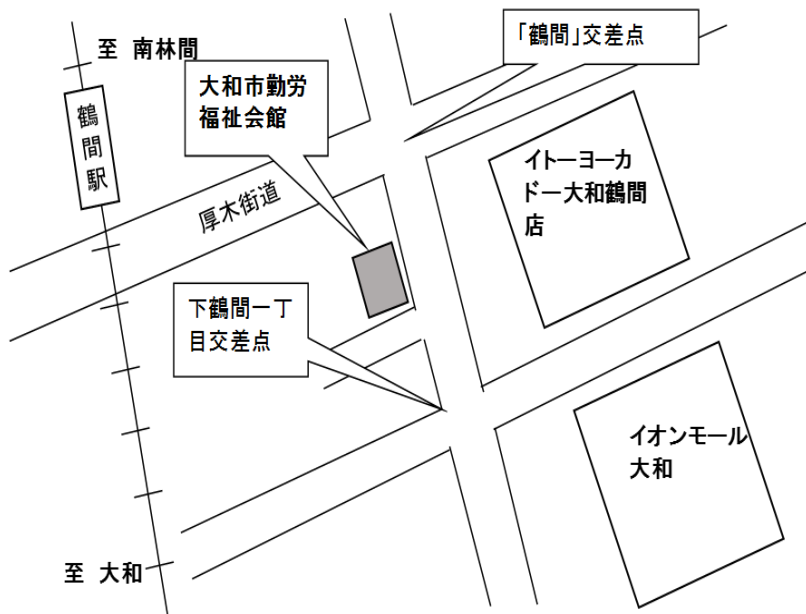 至 南林間
「鶴間」交差点
大和市勤労
福祉会館
鶴間駅
イトーヨーカ
ドー大和鶴間
店
厚木街道
下鶴間一丁
目交差点
イオンモール
大和
至 大和